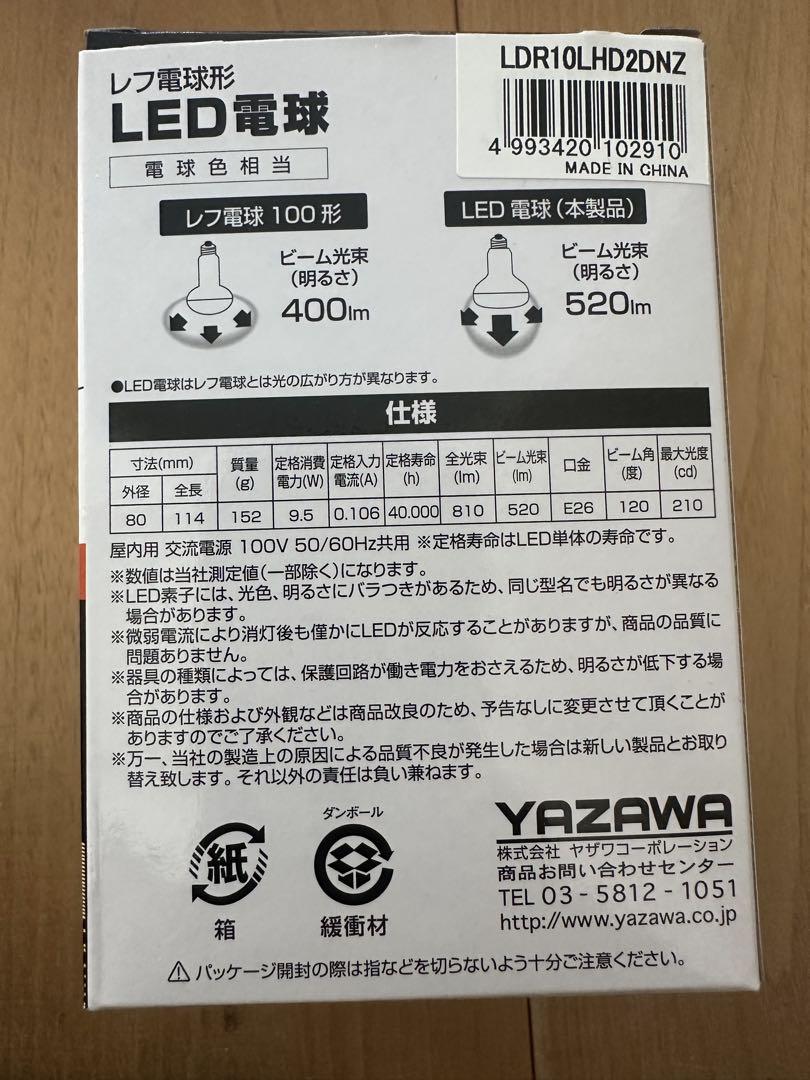 LDR10LHD2DNZ
4 993420 102910
MADE IN CHINA
レフ電球形
LED電球
電球色相当
レフ電球100形
ビーム光束
(明るさ)
400lm
LED電球(本製品)
ビーム光束
(明るさ)
520lm
●LED電球はレフ電球とは光の広がり方が異なります。
仕様
寸法(mm) 質量(g) 定格消費電力(W) 定格入力電流(A) 定格寿命(h) 全光束(lm) ビーム光束(lm) 口金 ビーム角(度) 最大光度(cd)
外径 全長
80 114 152 9.5 0.106 40.000 810 520 E26 120 210
屋内用 交流電源 100V 50/60Hz共用 ※定格寿命はLED単体の寿命です。
※数値は当社測定値(一部除く)になります。
※LED素子には、光色、明るさにバラつきがあるため、同じ型名でも明るさが異なる
場合があります。
※微弱電流により消灯後も僅かにLEDが反応することがありますが、商品の品質に
問題ありません。
※器具の種類によっては、保護回路が働き電力をおさえるため、明るさが低下する場
合があります。
※商品の仕様および外観などは商品改良のため、予告なしに変更させて頂くことが
ありますのでご了承ください。
※万一、当社の製造上の原因による品質不良が発生した場合は新しい製品とお取り
替え致します。それ以外の責任は負い兼ねます。
紙
箱
ダンボール
緩衝材
YAZAWA
株式会社 ヤザワコーポレーション
商品お問い合わせセンター
TEL 03-5812-1051
http://www.yazawa.co.jp
⚠パッケージ開封の際は指などを切らないよう十分ご注意ください。